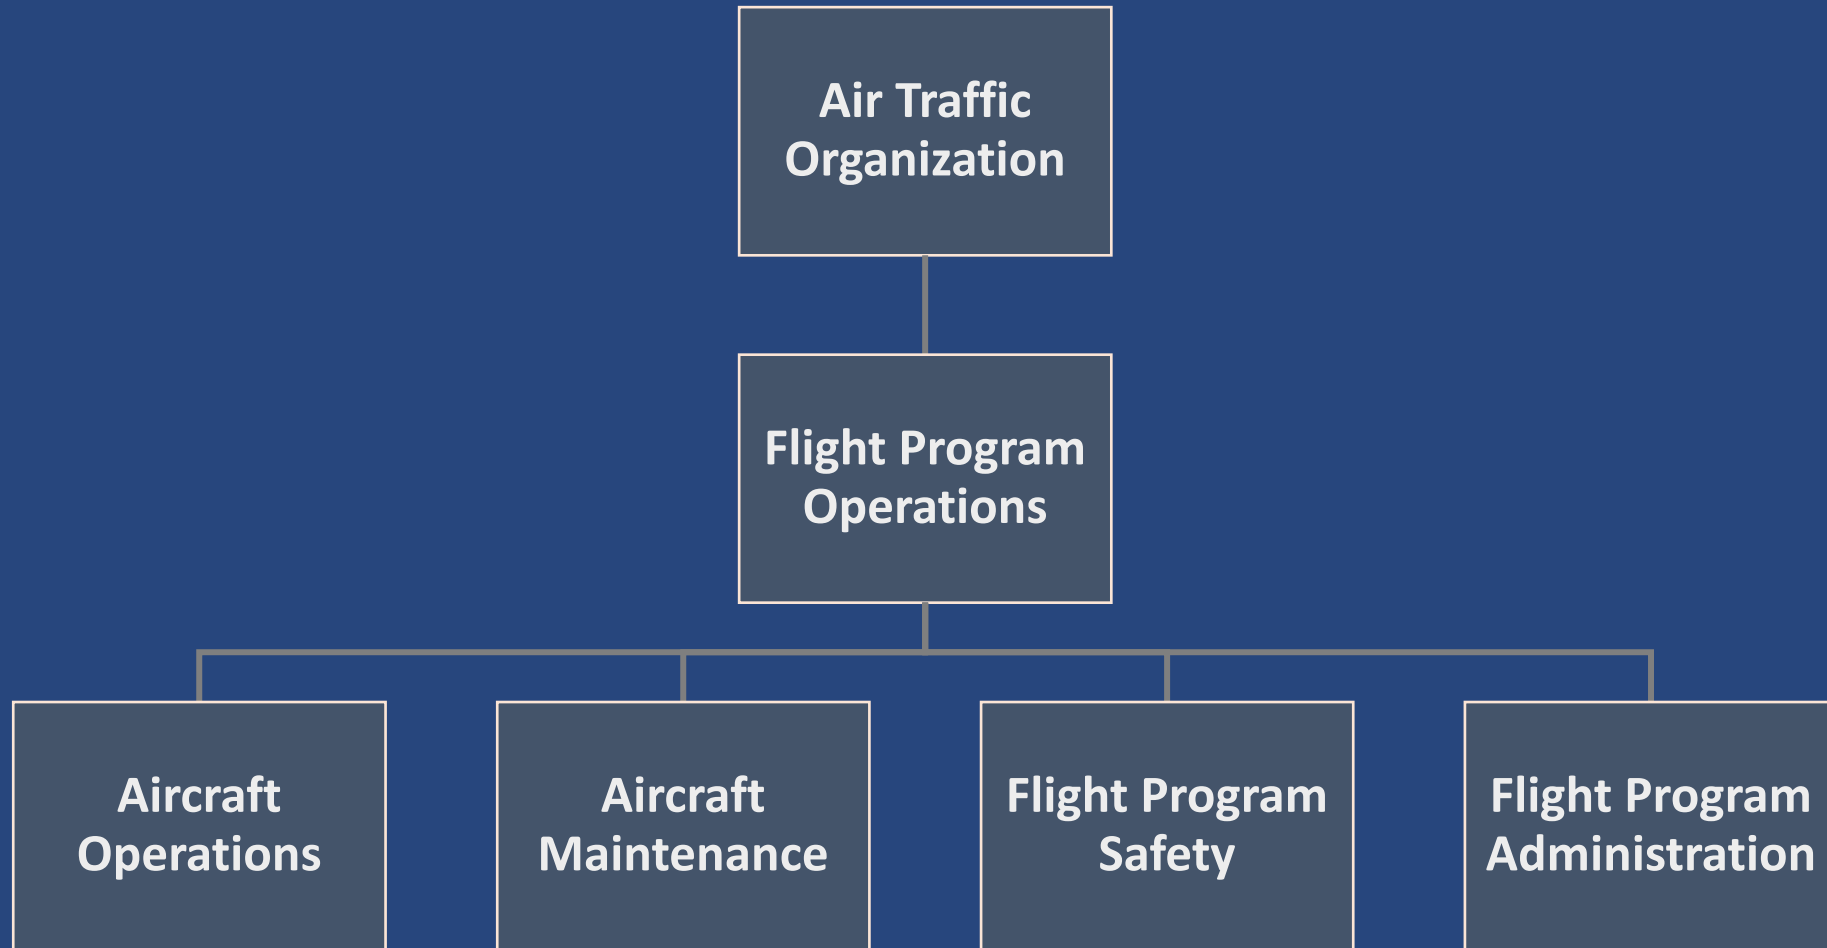 Air Traffic
Organization
Flight Program
Operations
Aircraft
Operations
Aircraft
Maintenance
Flight Program
Safety
Flight Program
Administration